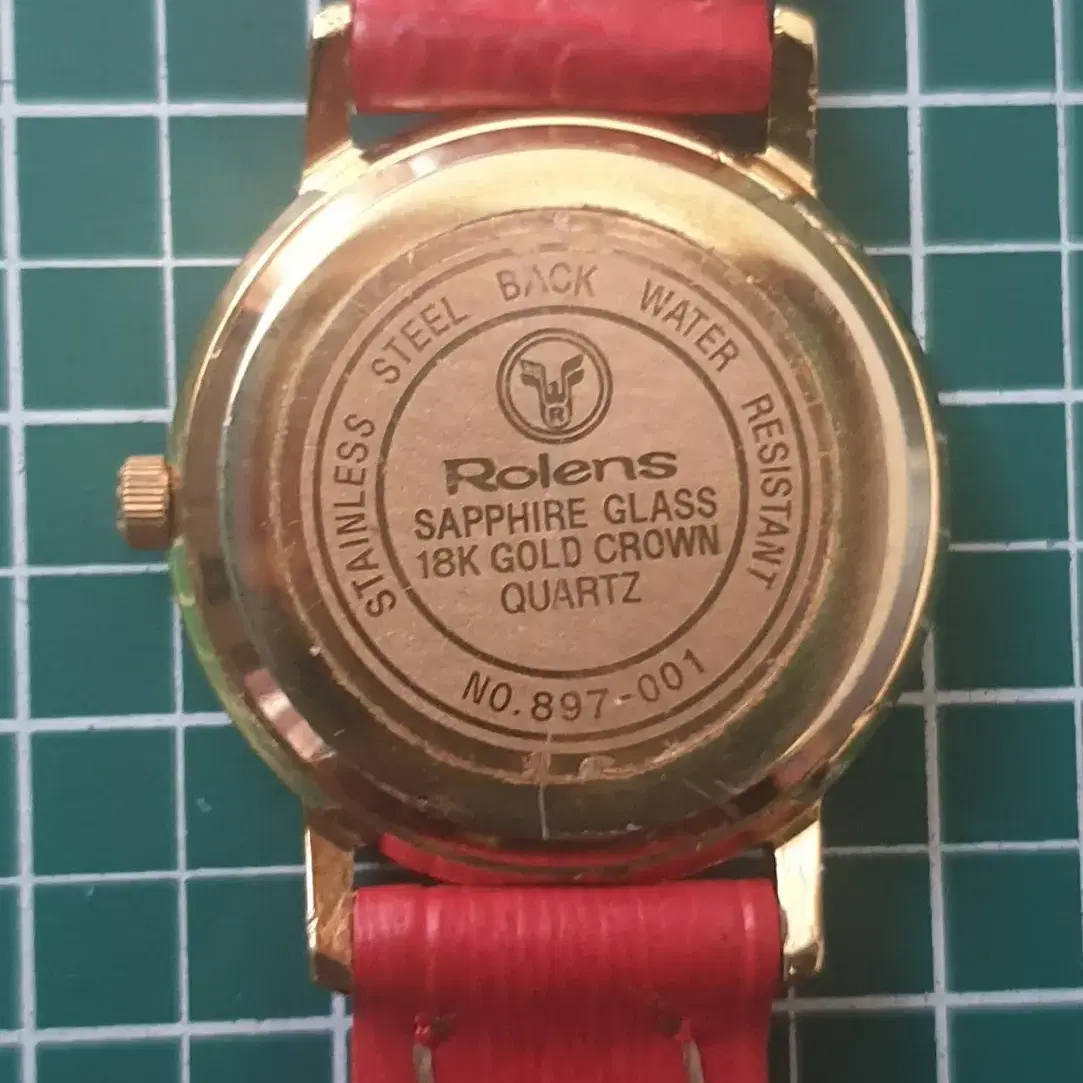 STAINLESS STEEL BACK WATER RESISTANT
R
Rolens
SAPPHIRE GLASS
18K GOLD CROWN
QUARTZ
NO. 897-001